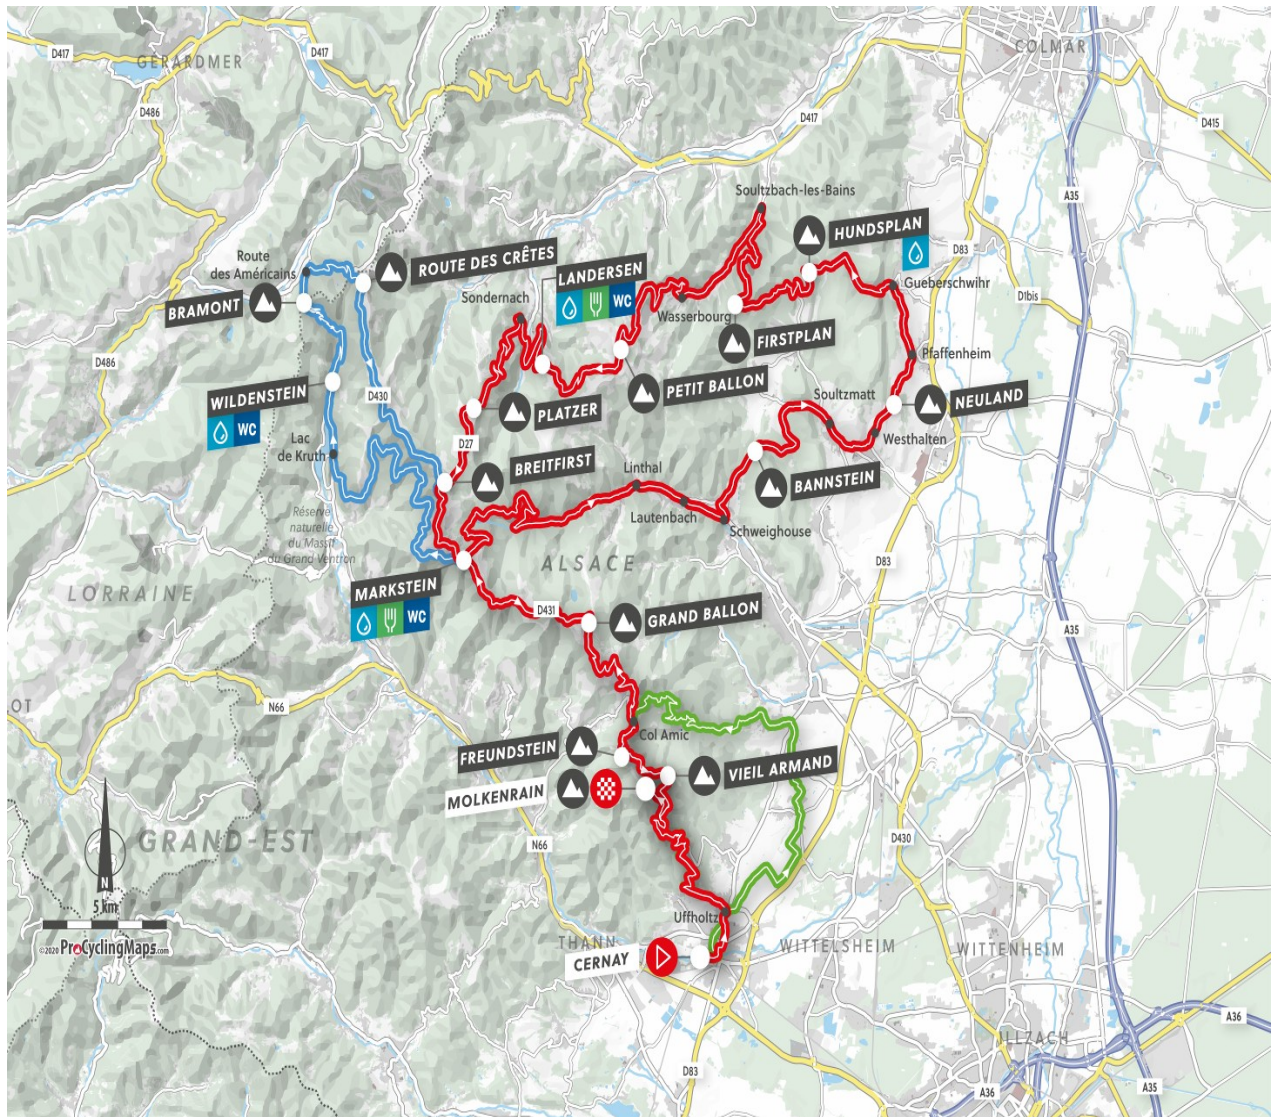 D417
D417
GÉRARDMER
COLMAR
D486
D417
D415
A35
Soultzbach-les-Bains
HUNDSPLAN
D83
Route
des Américains
ROUTE DES CRÊTES
LANDERSEN
WC
Gueberschwihr
BRAMONT
Sondernach
Wasserbourg
D1bis
FIRSTPLAN
Pfaffenheim
D486
PETIT BALLON
WILDENSTEIN
WC
D430
PLATZER
Soultzmatt
NEULAND
Lac
de Kruth
D27
Westhalten
BREITFIRST
Linthal
BANNSTEIN
Réserve
naturelle
du Massif
du Grand Ventron
Lautenbach
Schweighouse
ALSACE
D83
LORRAINE
MARKSTEIN
WC
D431
GRAND BALLON
A35
OT
N66
Col Amic
FREUNDSTEIN
VIEIL ARMAND
MOLKENRAIN
GRAND-EST
N66
D430
N
5 km
©2020 ProCyclingMaps.com
Uffholtz
THANN
CERNAY
WITTELSHEIM
WITTENHEIM
A36
ILLZACH
D83
A36
A35